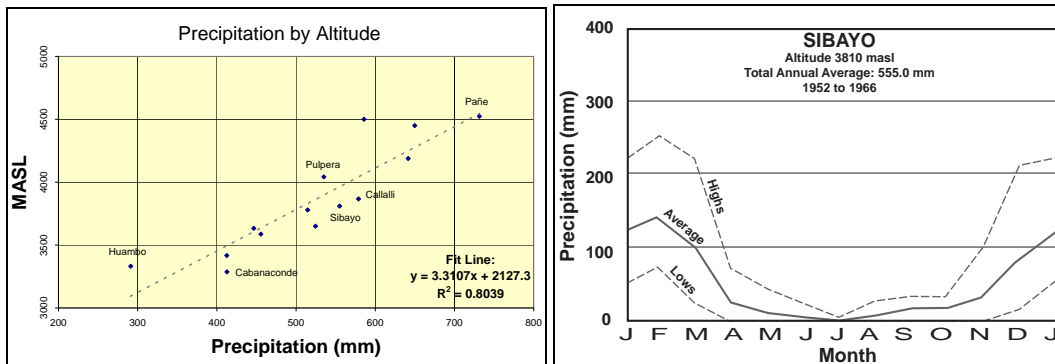 Precipitation by Altitude
5000
4500
4000
3500
3000
MASL
Pañe
Pulpera
Callalli
Sibayo
Huambo
Cabanaconde
Fit Line:
y = 3.3107x + 2127.3
R² = 0.8039
200 300 400 500 600 700 800
Precipitation (mm)
SIBAYO
Altitude 3810 masl
Total Annual Average: 555.0 mm
1952 to 1966
400
300
200
100
0
Precipitation (mm)
Highs
Average
Lows
J F M A M J J A S O N D J
Month